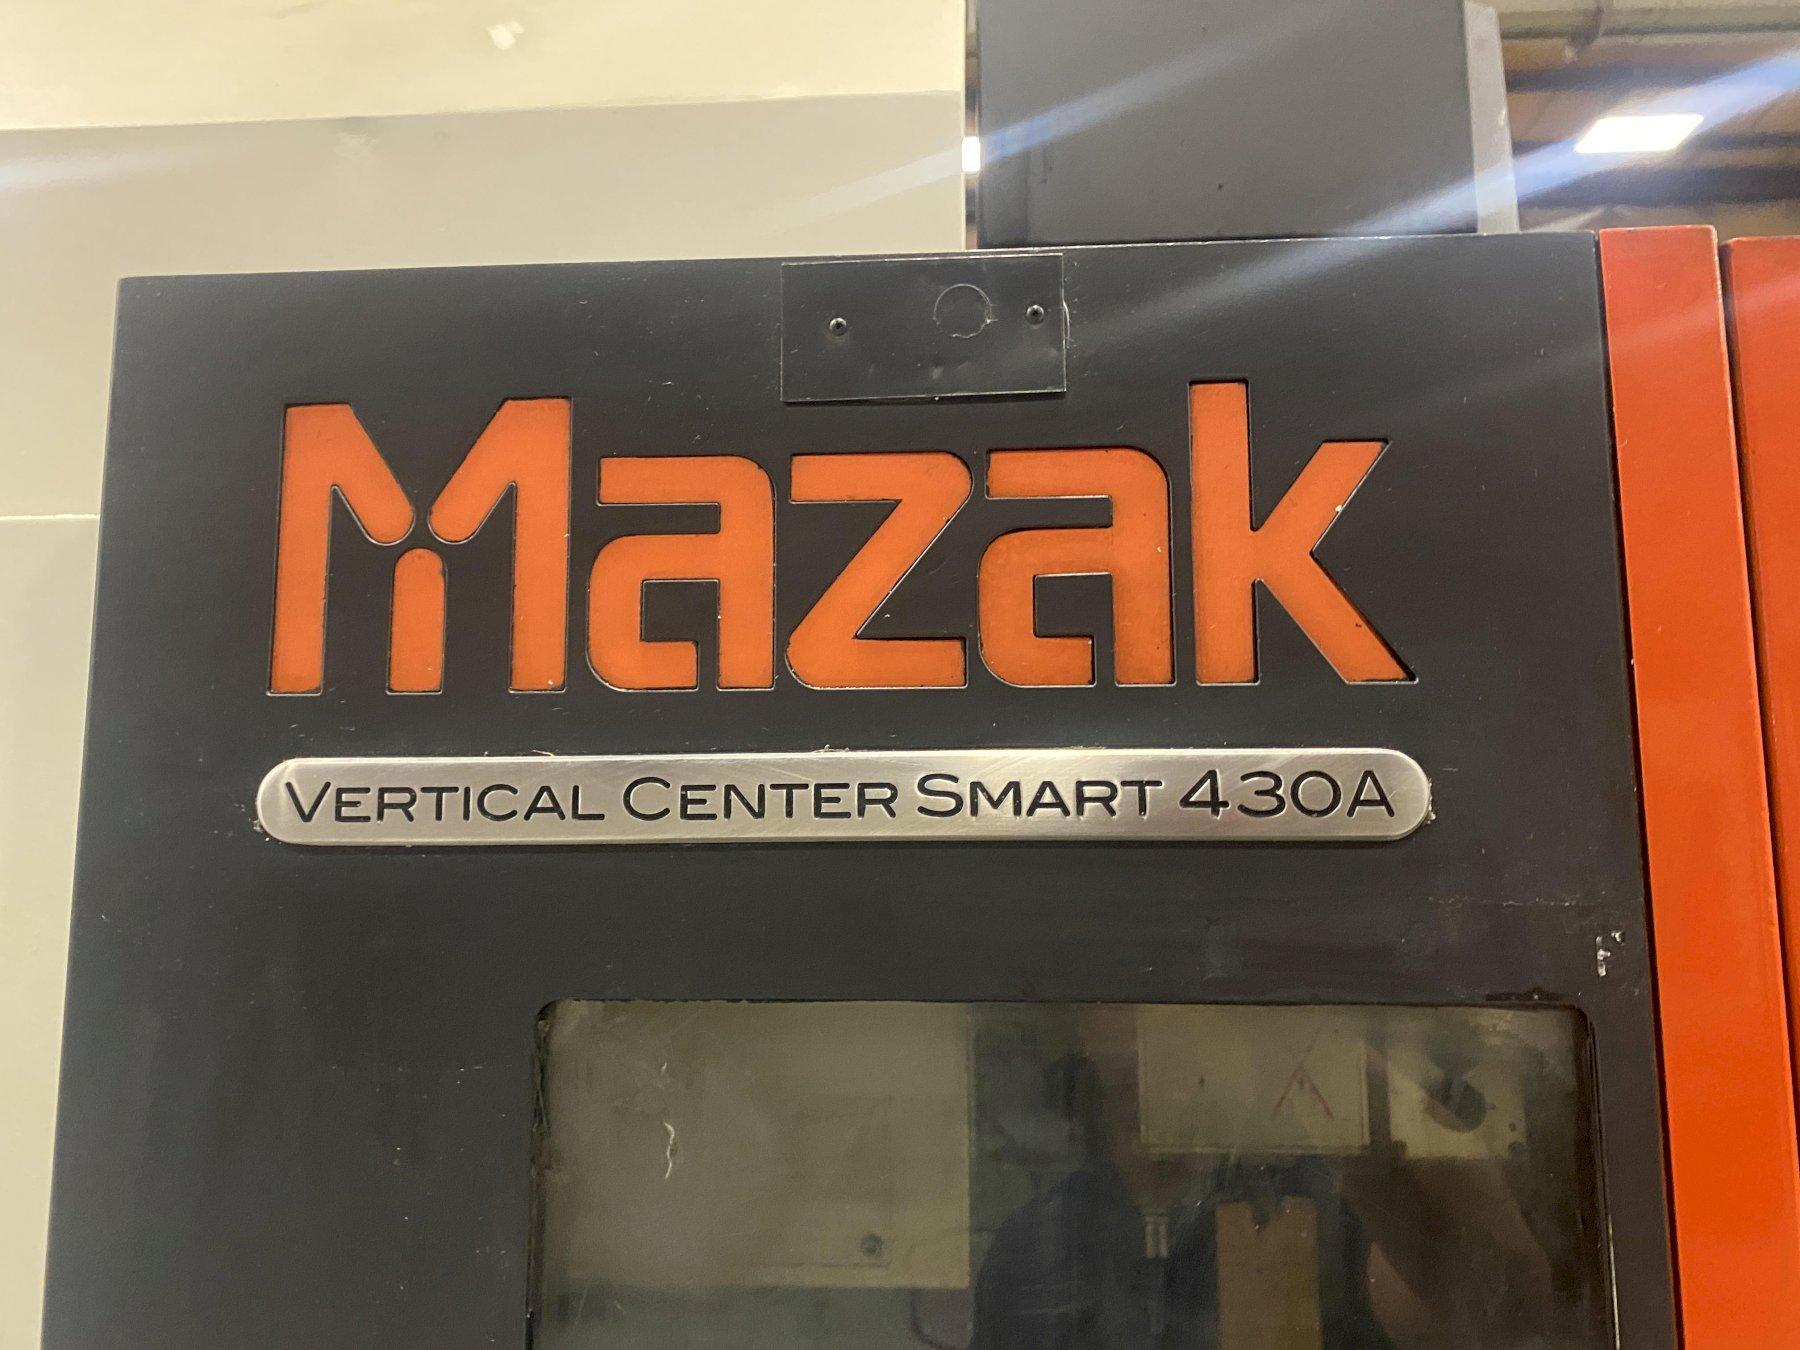 Mazak
VERTICAL CENTER SMART 430A